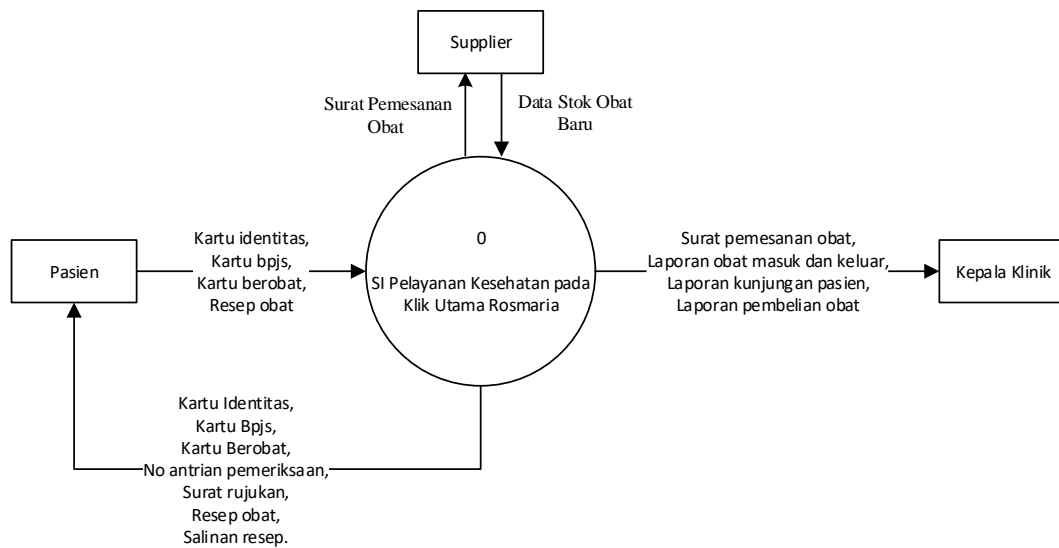 Supplier
Surat Pemesanan
Obat
Data Stok Obat
Baru
Pasien
Kartu identitas,
Kartu bpjs,
Kartu berobat,
Resep obat
0
SI Pelayanan Kesehatan pada
Klik Utama Rosmaria
Surat pemesanan obat,
Laporan obat masuk dan keluar,
Laporan kunjungan pasien,
Laporan pembelian obat
Kepala Klinik
Kartu Identitas,
Kartu Bpjs,
Kartu Berobat,
No antrian pemeriksaan,
Surat rujukan,
Resep obat,
Salinan resep.